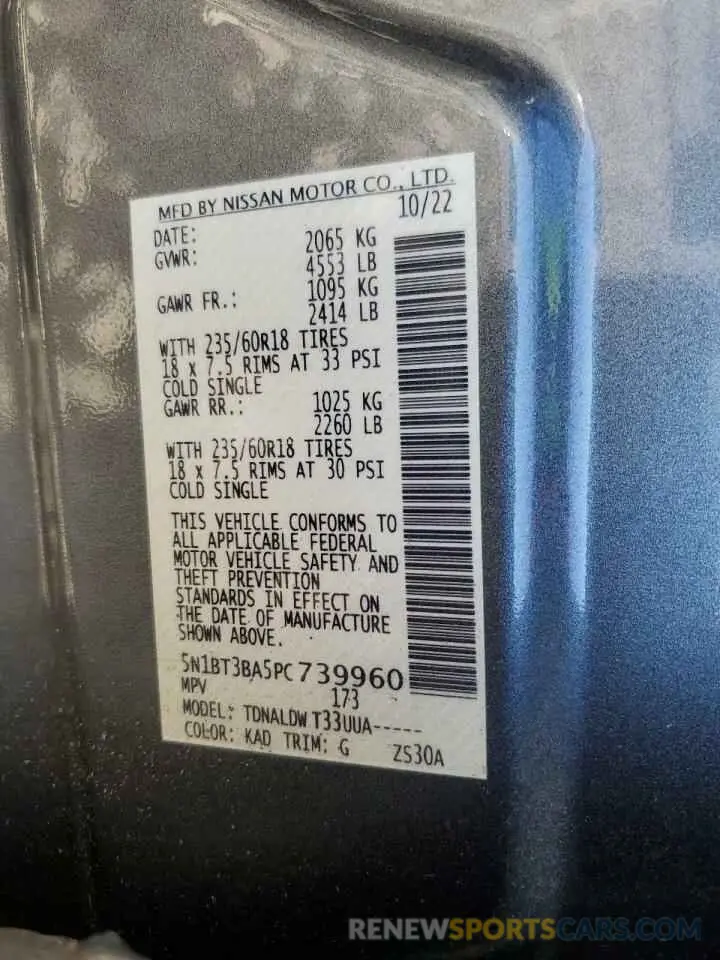 MFD BY NISSAN MOTOR CO., LTD.
DATE: 10/22
GVWR: 2065 KG
4553 LB
GAWR FR.: 1095 KG
2414 LB
WITH 235/60R18 TIRES
18 x 7.5 RIMS AT 33 PSI
COLD SINGLE
GAWR RR.: 1025 KG
2260 LB
WITH 235/60R18 TIRES
18 x 7.5 RIMS AT 30 PSI
COLD SINGLE
THIS VEHICLE CONFORMS TO
ALL APPLICABLE FEDERAL
MOTOR VEHICLE SAFETY AND
THEFT PREVENTION
STANDARDS IN EFFECT ON
THE DATE OF MANUFACTURE
SHOWN ABOVE.
5N1BT3BA5PC739960
MPV 173
MODEL: TDNALDW T33UUA-----
COLOR: KAD TRIM: G ZS30A
RENEWSPORTSCARS.COM